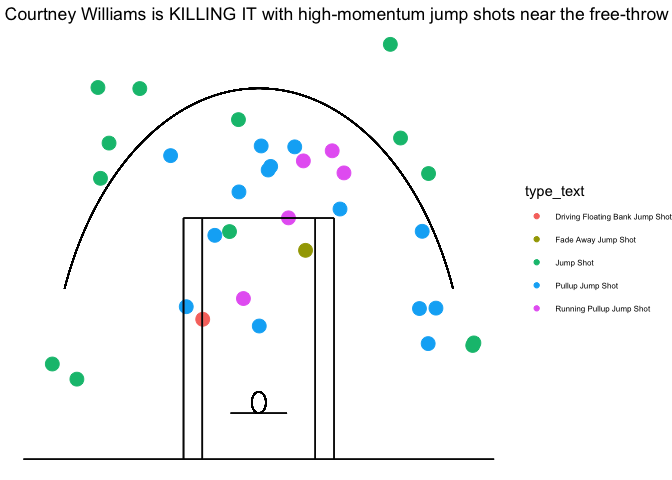 Courtney Williams is KILLING IT with high-momentum jump shots near the free-throw
type_text
Driving Floating Bank Jump Shot
Fade Away Jump Shot
Jump Shot
Pullup Jump Shot
Running Pullup Jump Shot